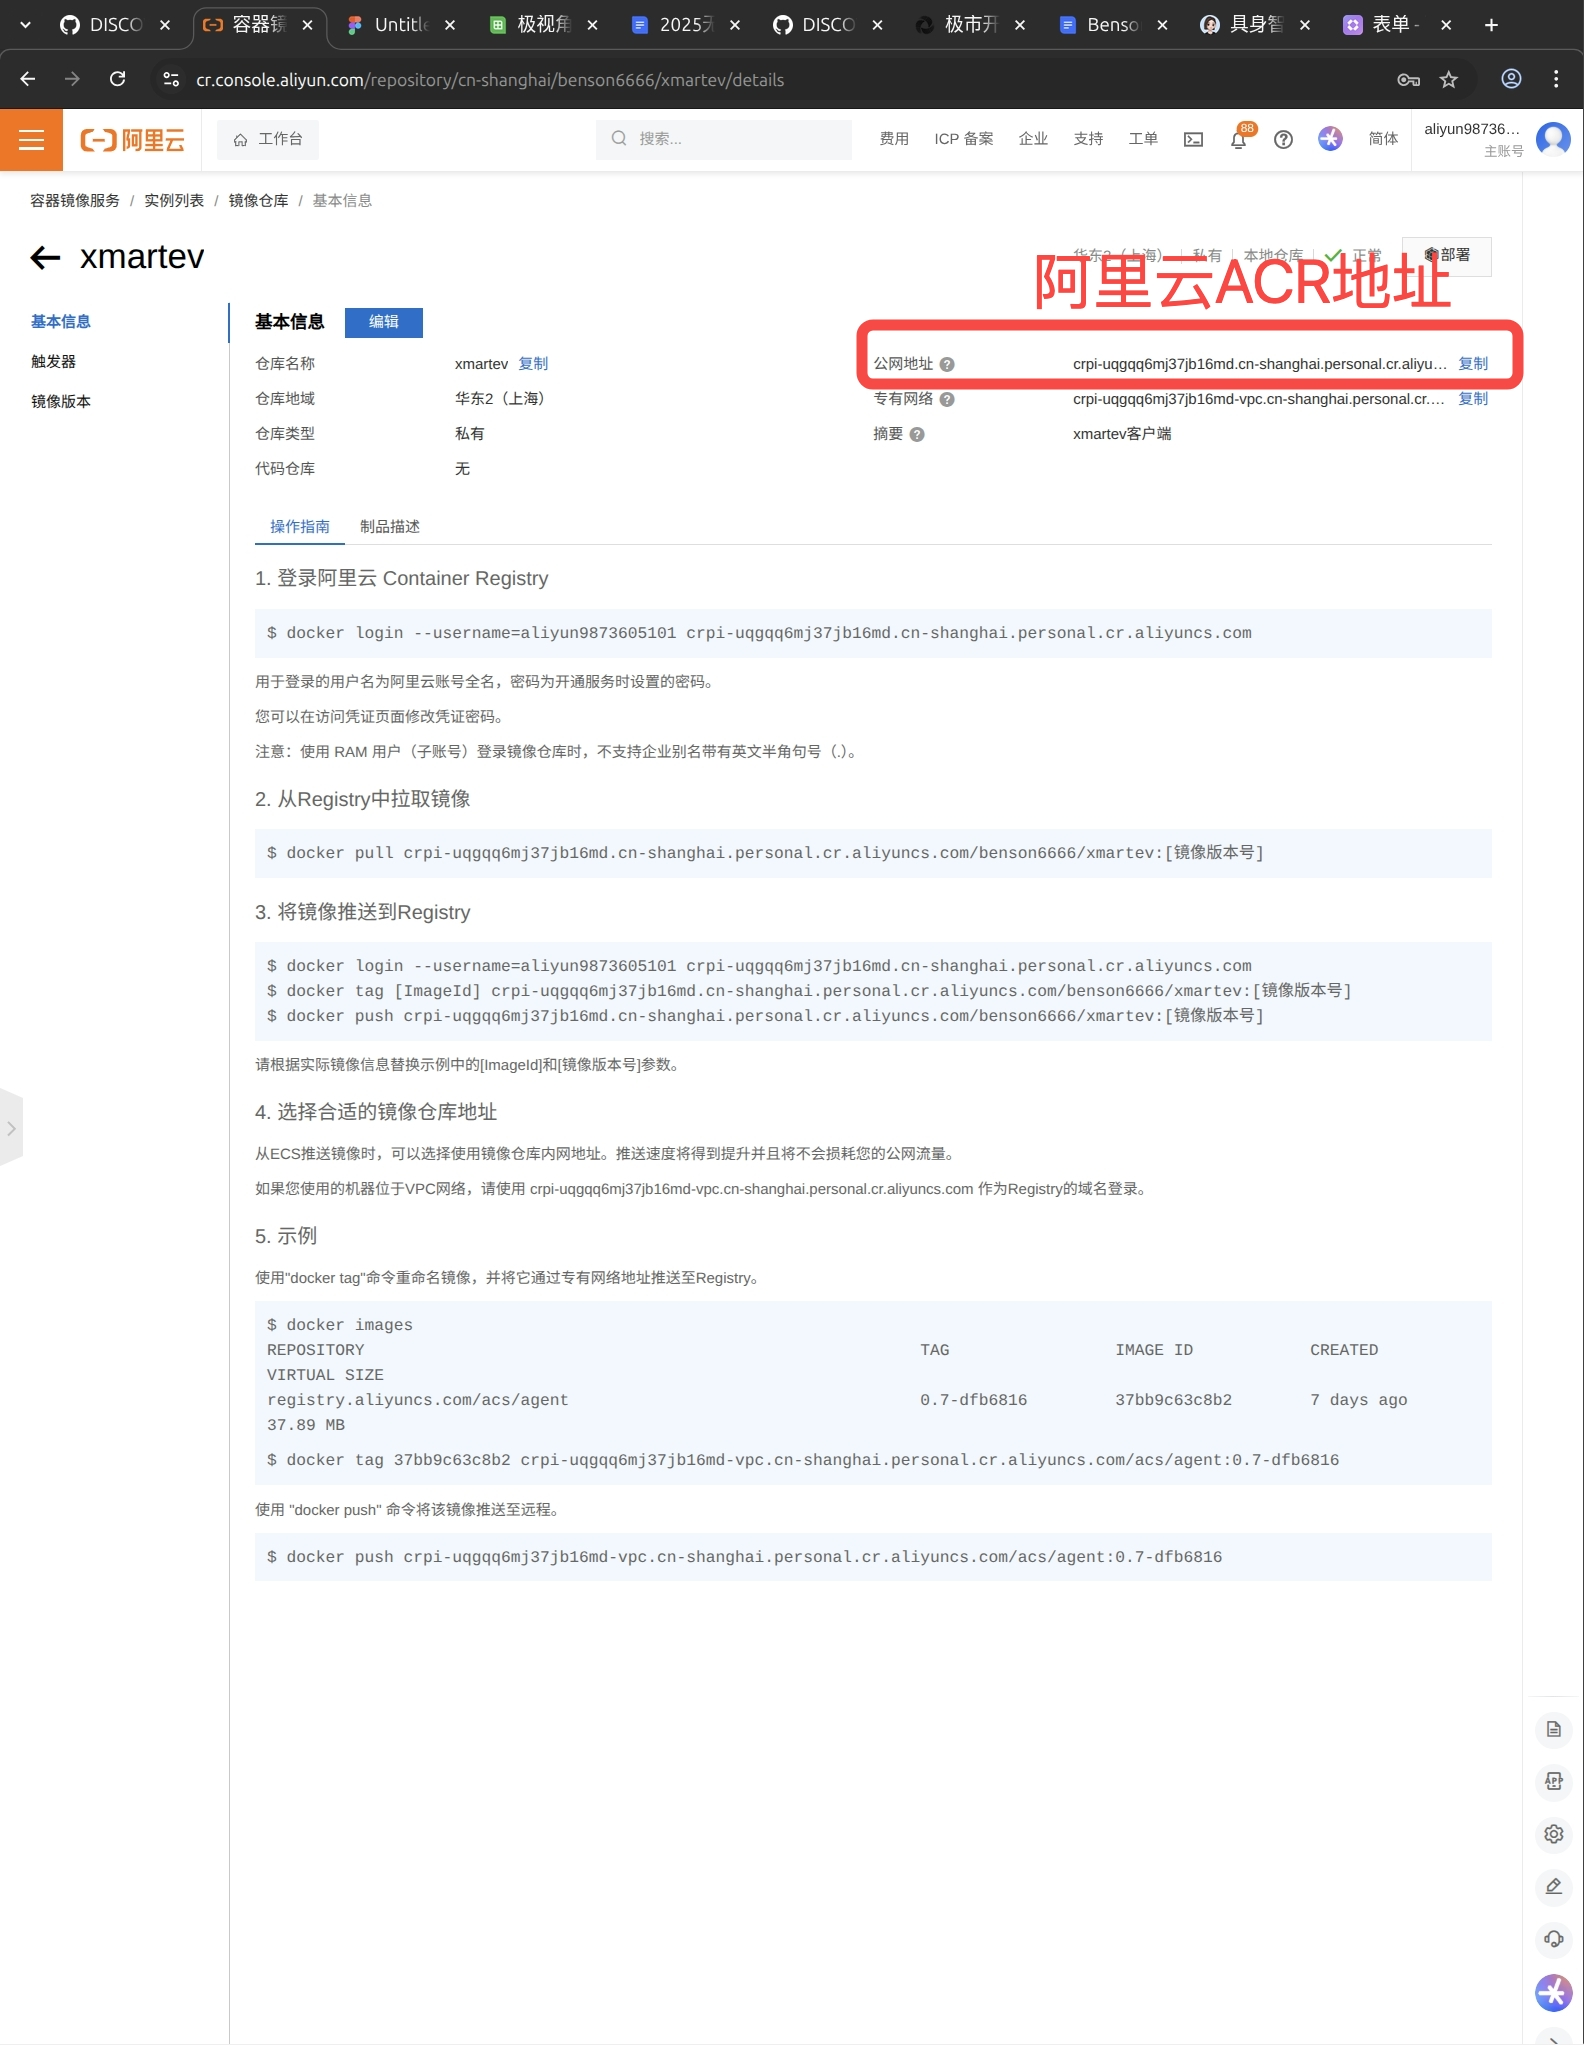 DISCO
容器镜
Untitle
极视角
2025无
DISCO
极市开
Benso
具身智
表单 -
cr.console.aliyun.com/repository/cn-shanghai/benson6666/xmartev/details
阿里云
工作台
搜索...
费用
ICP 备案
企业
支持
工单
88
简体
aliyun98736...
主账号
容器镜像服务 / 实例列表 / 镜像仓库 / 基本信息
xmartev
华东2（上海）
私有
本地仓库
正常
部署
阿里云ACR地址
基本信息
触发器
镜像版本
基本信息
编辑
仓库名称 xmartev 复制
公网地址 crpi-uqgqq6mj37jb16md.cn-shanghai.personal.cr.aliyu... 复制
仓库地域 华东2（上海）
专有网络 crpi-uqgqq6mj37jb16md-vpc.cn-shanghai.personal.cr.... 复制
仓库类型 私有
摘要 xmartev客户端
代码仓库 无
操作指南 制品描述
1. 登录阿里云 Container Registry
$ docker login --username=aliyun9873605101 crpi-uqgqq6mj37jb16md.cn-shanghai.personal.cr.aliyuncs.com
用于登录的用户名为阿里云账号全名，密码为开通服务时设置的密码。
您可以在访问凭证页面修改凭证密码。
注意：使用 RAM 用户（子账号）登录镜像仓库时，不支持企业别名带有英文半角句号（.）。
2. 从Registry中拉取镜像
$ docker pull crpi-uqgqq6mj37jb16md.cn-shanghai.personal.cr.aliyuncs.com/benson6666/xmartev:[镜像版本号]
3. 将镜像推送到Registry
$ docker login --username=aliyun9873605101 crpi-uqgqq6mj37jb16md.cn-shanghai.personal.cr.aliyuncs.com
$ docker tag [ImageId] crpi-uqgqq6mj37jb16md.cn-shanghai.personal.cr.aliyuncs.com/benson6666/xmartev:[镜像版本号]
$ docker push crpi-uqgqq6mj37jb16md.cn-shanghai.personal.cr.aliyuncs.com/benson6666/xmartev:[镜像版本号]
请根据实际镜像信息替换示例中的[ImageId]和[镜像版本号]参数。
4. 选择合适的镜像仓库地址
从ECS推送镜像时，可以选择使用镜像仓库内网地址。推送速度将得到提升并且将不会损耗您的公网流量。
如果您使用的机器位于VPC网络，请使用 crpi-uqgqq6mj37jb16md-vpc.cn-shanghai.personal.cr.aliyuncs.com 作为Registry的域名登录。
5. 示例
使用"docker tag"命令重命名镜像，并将它通过专有网络地址推送至Registry。
$ docker images
REPOSITORY TAG IMAGE ID CREATED
VIRTUAL SIZE
registry.aliyuncs.com/acs/agent 0.7-dfb6816 37bb9c63c8b2 7 days ago
37.89 MB
$ docker tag 37bb9c63c8b2 crpi-uqgqq6mj37jb16md-vpc.cn-shanghai.personal.cr.aliyuncs.com/acs/agent:0.7-dfb6816
使用 "docker push" 命令将该镜像推送至远程。
$ docker push crpi-uqgqq6mj37jb16md-vpc.cn-shanghai.personal.cr.aliyuncs.com/acs/agent:0.7-dfb6816
APP